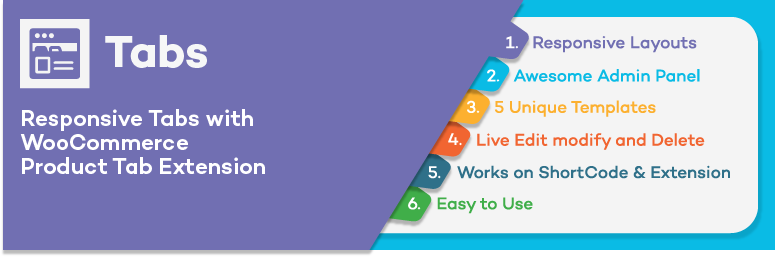 Tabs
Responsive Tabs with
WooCommerce
Product Tab Extension
1. Responsive Layouts
2. Awesome Admin Panel
3. 5 Unique Templates
4. Live Edit modify and Delete
5. Works on ShortCode & Extension
6. Easy to Use